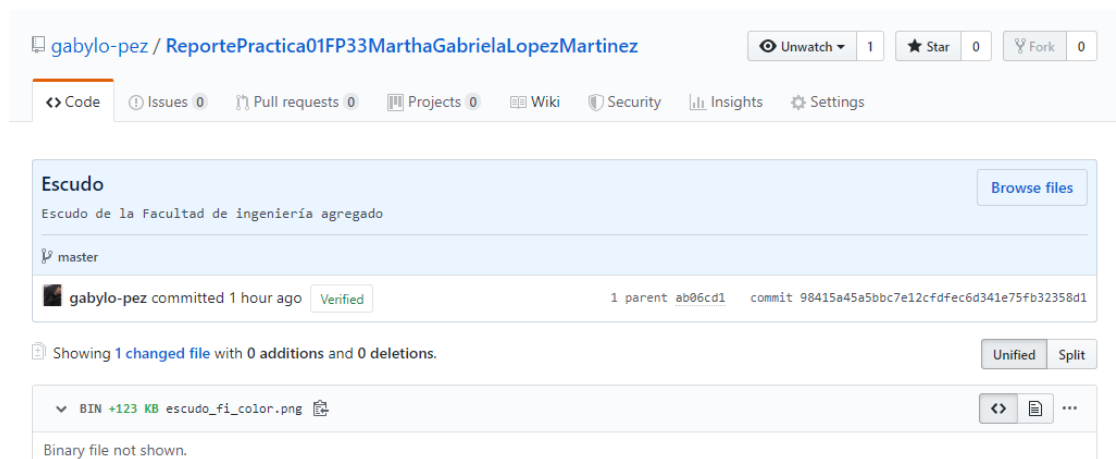 gabylo-pez / ReportePractica01FP33MarthaGabrielaLopezMartinez Unwatch 1 Star 0 Fork 0
Code Issues 0 Pull requests 0 Projects 0 Wiki Security Insights Settings
Escudo Browse files
Escudo de la Facultad de ingeniería agregado
master
gabylo-pez committed 1 hour ago Verified 1 parent ab06cd1 commit 98415a45a5bbc7e12cfdfec6d341e75fb32358d1
Showing 1 changed file with 0 additions and 0 deletions. Unified Split
BIN +123 KB escudo_fi_color.png
Binary file not shown.